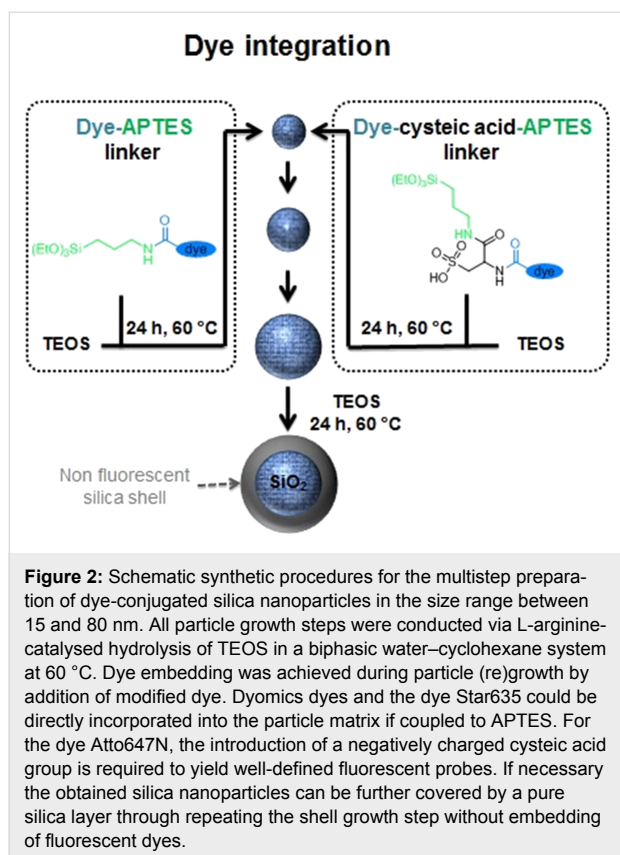 Dye integration
Dye-APTES
linker
(EtO)₃Si
N
H
O
dye
24 h, 60 °C
TEOS
Dye-cysteic acid-APTES
linker
(EtO)₃Si
NH
O
O
O
S
HO
N
H
O
dye
24 h, 60 °C
TEOS
TEOS
24 h, 60 °C
Non fluorescent
silica shell
SiO₂
Figure 2: Schematic synthetic procedures for the multistep prepara-
tion of dye-conjugated silica nanoparticles in the size range between
15 and 80 nm. All particle growth steps were conducted via L-arginine-
catalysed hydrolysis of TEOS in a biphasic water–cyclohexane system
at 60 °C. Dye embedding was achieved during particle (re)growth by
addition of modified dye. Dyomics dyes and the dye Star635 could be
directly incorporated into the particle matrix if coupled to APTES. For
the dye Atto647N, the introduction of a negatively charged cysteic acid
group is required to yield well-defined fluorescent probes. If necessary
the obtained silica nanoparticles can be further covered by a pure
silica layer through repeating the shell growth step without embedding
of fluorescent dyes.